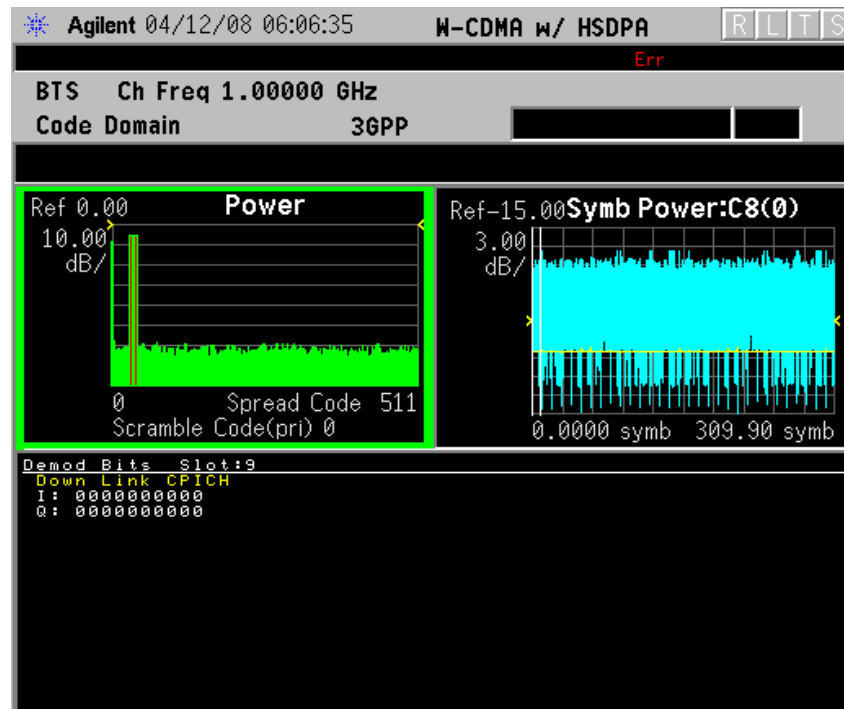 Agilent 04/12/08 06:06:35 W-CDMA w/ HSDPA R L T S
Err
BTS Ch Freq 1.00000 GHz
Code Domain 3GPP
Ref 0.00 Power
10.00
dB/
0 Spread Code 511
Scramble Code(pri) 0
Ref-15.00 Symb Power:C8(0)
3.00
dB/
0.0000 symb 309.90 symb
Demod Bits Slot:9
Down Link CPICH
I: 0000000000
Q: 0000000000